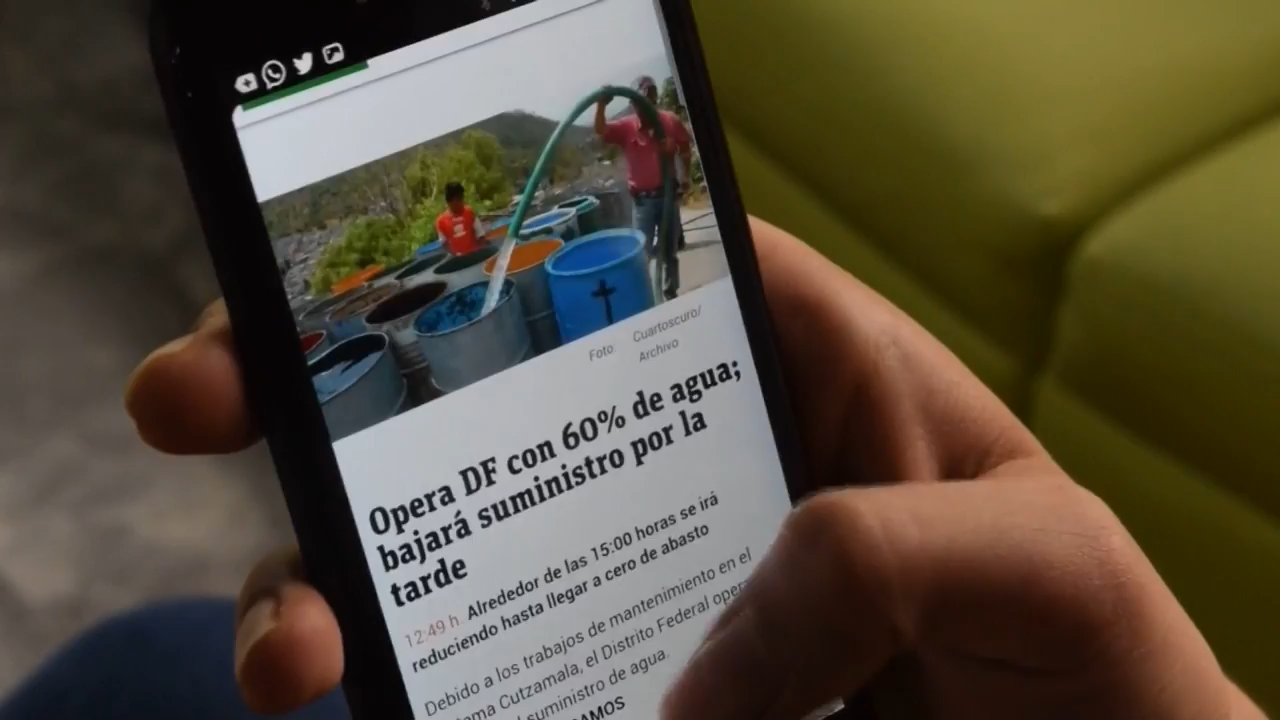 Foto Cuartoscuro/
Archivo
Opera DF con 60% de agua;
bajará suministro por la
tarde
12:49 h. Alrededor de las 15:00 horas se irá
reduciendo hasta llegar a cero de abasto
Debido a los trabajos de mantenimiento en el
Cutzamala, el Distrito Federal opera
suministro de agua.